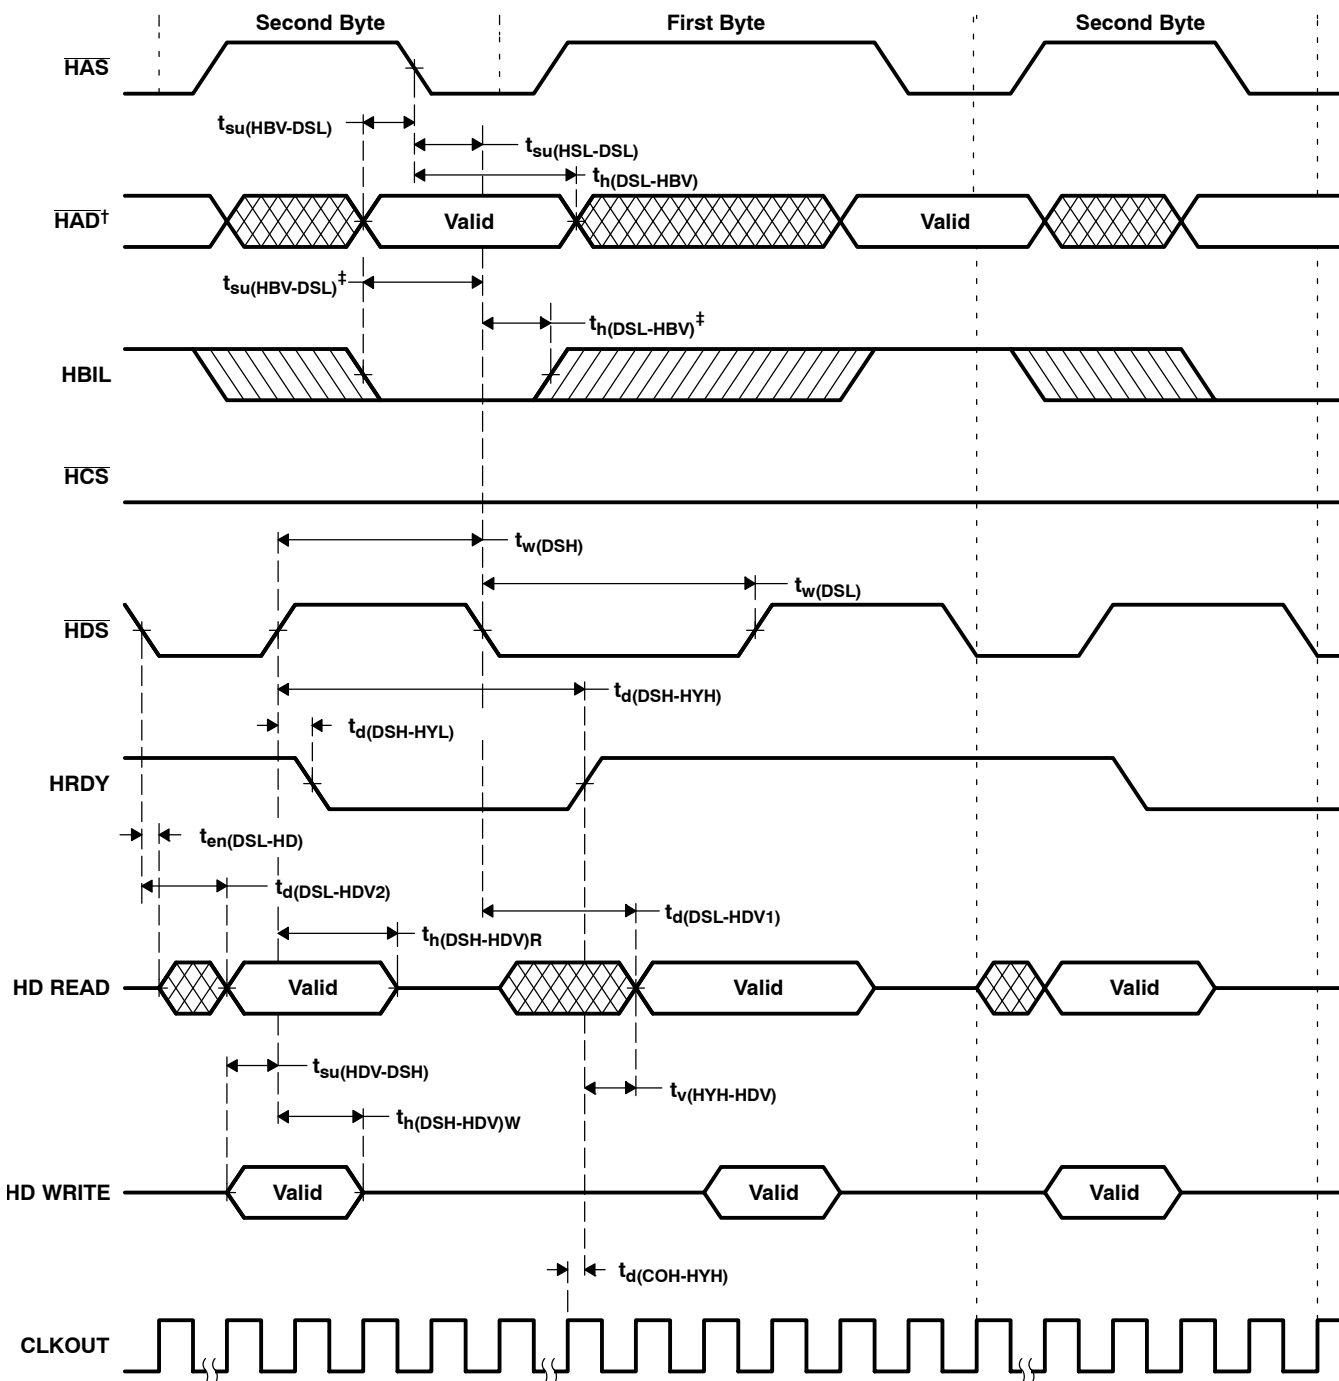 Second Byte First Byte Second Byte
HAS
tsu(HBV-DSL)
tsu(HSL-DSL)
th(DSL-HBV)
HAD† Valid Valid
tsu(HBV-DSL)‡
th(DSL-HBV)‡
HBIL
HCS
tw(DSH)
tw(DSL)
HDS
td(DSH-HYH)
td(DSH-HYL)
HRDY
ten(DSL-HD)
td(DSL-HDV2)
td(DSL-HDV1)
th(DSH-HDV)R
HD READ Valid Valid Valid
tsu(HDV-DSH)
tv(HYH-HDV)
th(DSH-HDV)W
HD WRITE Valid Valid Valid
td(COH-HYH)
CLKOUT